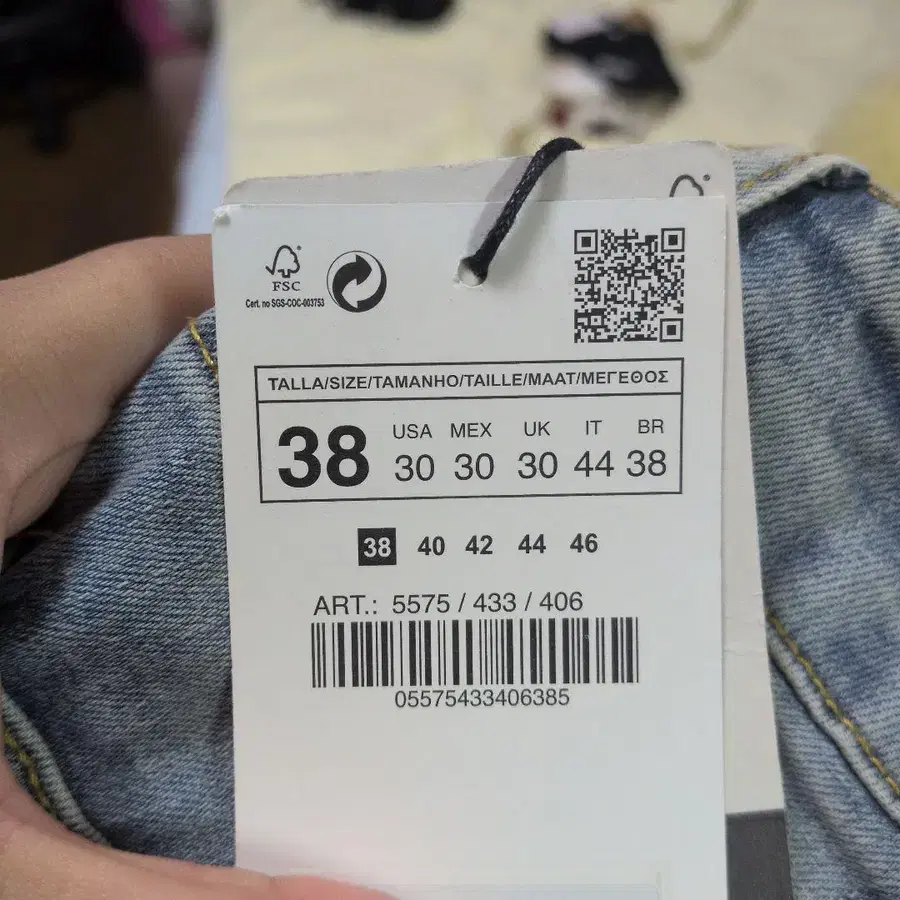 FSC
Cert. no SGS-COC-003753
TALLA/SIZE/TAMANHO/TAILLE/MAAT/ΜΕΓΕΘΟΣ
38 USA MEX UK IT BR
30 30 30 44 38
38 40 42 44 46
ART.: 5575 / 433 / 406
05575433406385